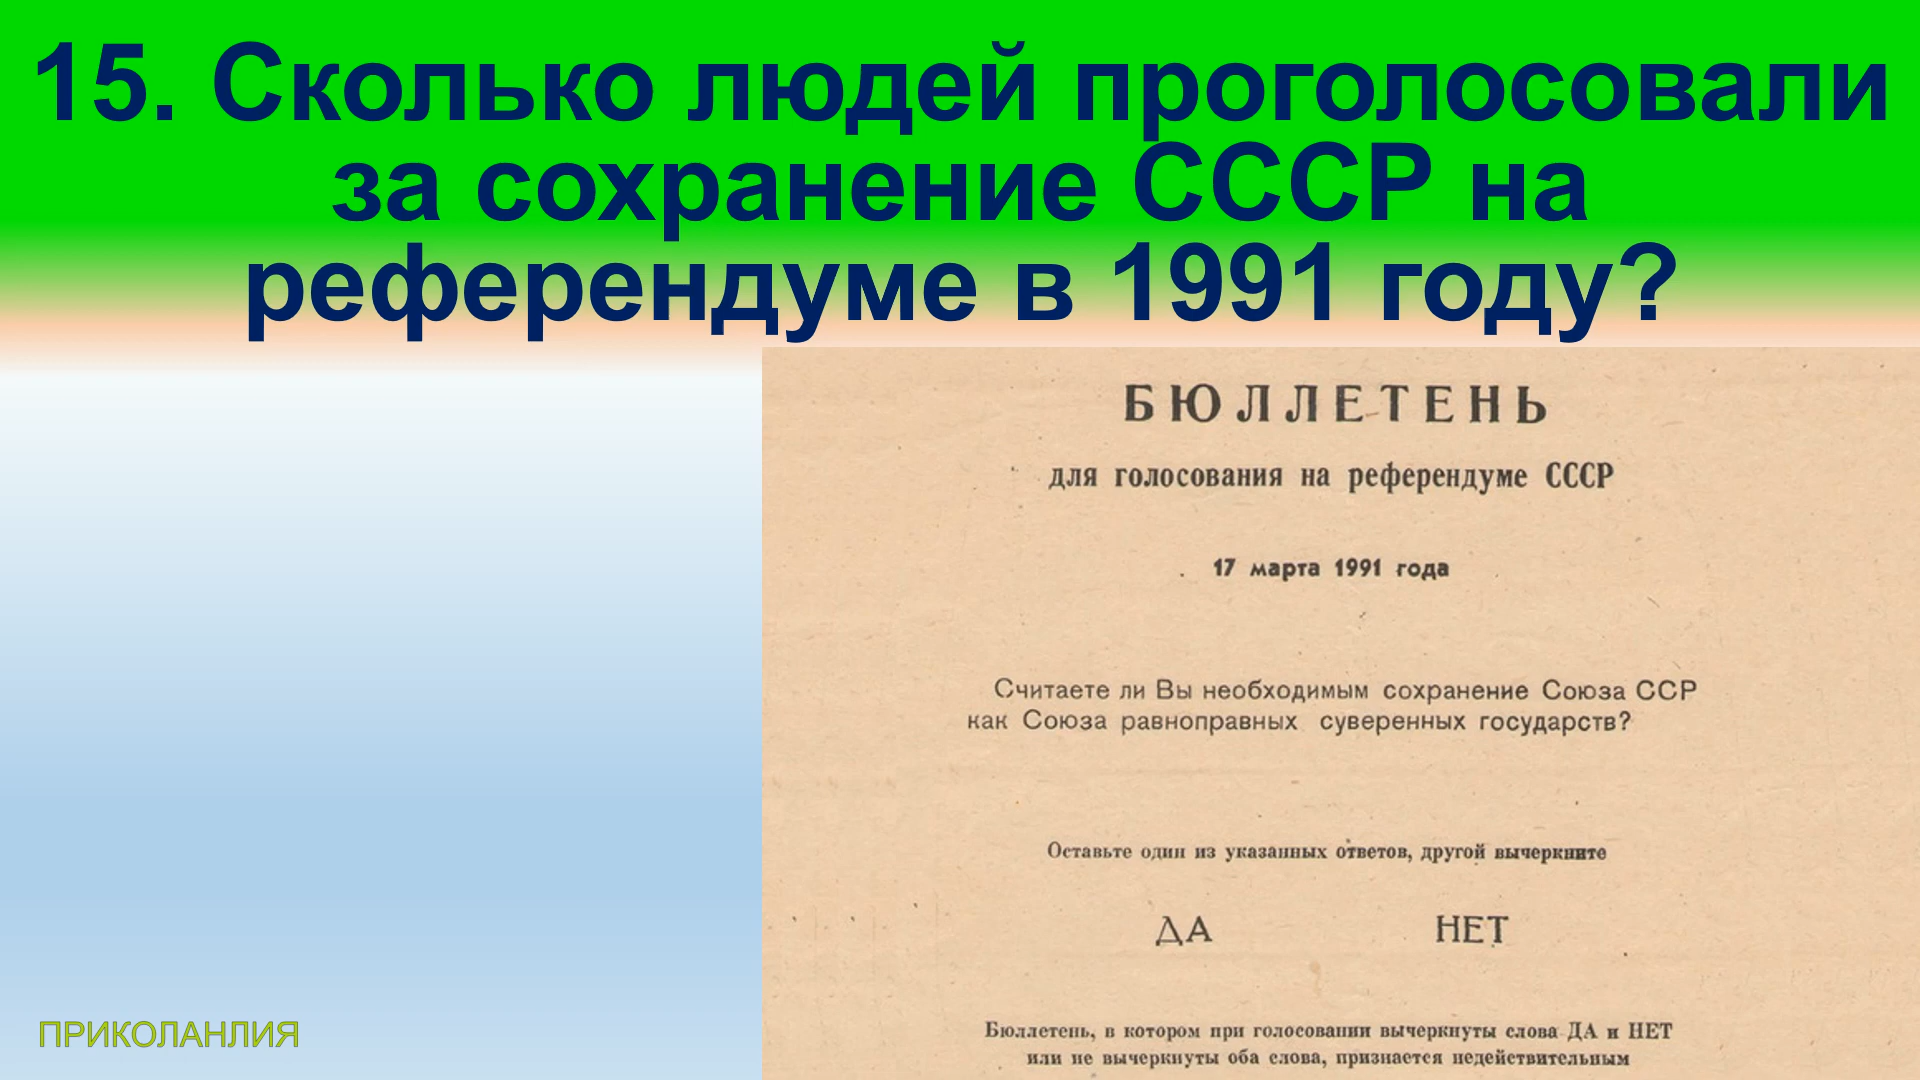 15. Сколько людей проголосовали
за сохранение СССР на
референдуме в 1991 году?
БЮЛЛЕТЕНЬ
для голосования на референдуме СССР
17 марта 1991 года
Считаете ли Вы необходимым сохранение Союза ССР
как Союза равноправных суверенных государств?
Оставьте один из указанных ответов, другой вычеркните
ДА НЕТ
Бюллетень, в котором при голосовании вычеркнуты слова ДА и НЕТ
или не вычеркнуты оба слова, признается недействительным
ПРИКОЛАНЛИЯ